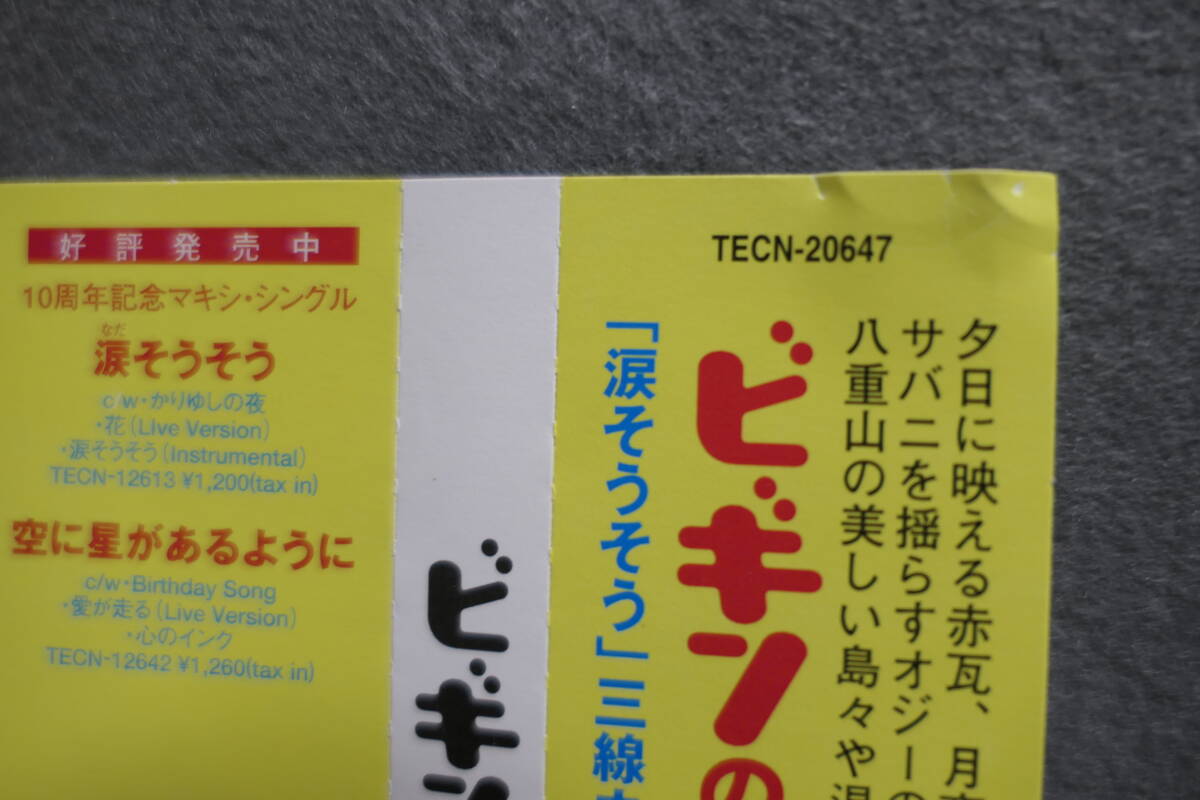 好評発売中
10周年記念マキシ・シングル
なだ
涙そうそう
c/w・かりゆしの夜
・花(Live Version)
・涙そうそう(Instrumental)
TECN-12613 ¥1,200(tax in)
空に星があるように
c/w・Birthday Song
・愛が走る(Live Version)
・心のインク
TECN-12642 ¥1,260(tax in)
ビギン
TECN-20647
夕日に映える赤瓦、月
サバニを揺らすオジーの
八重山の美しい島々や
ビギンの
「涙そうそう」三線